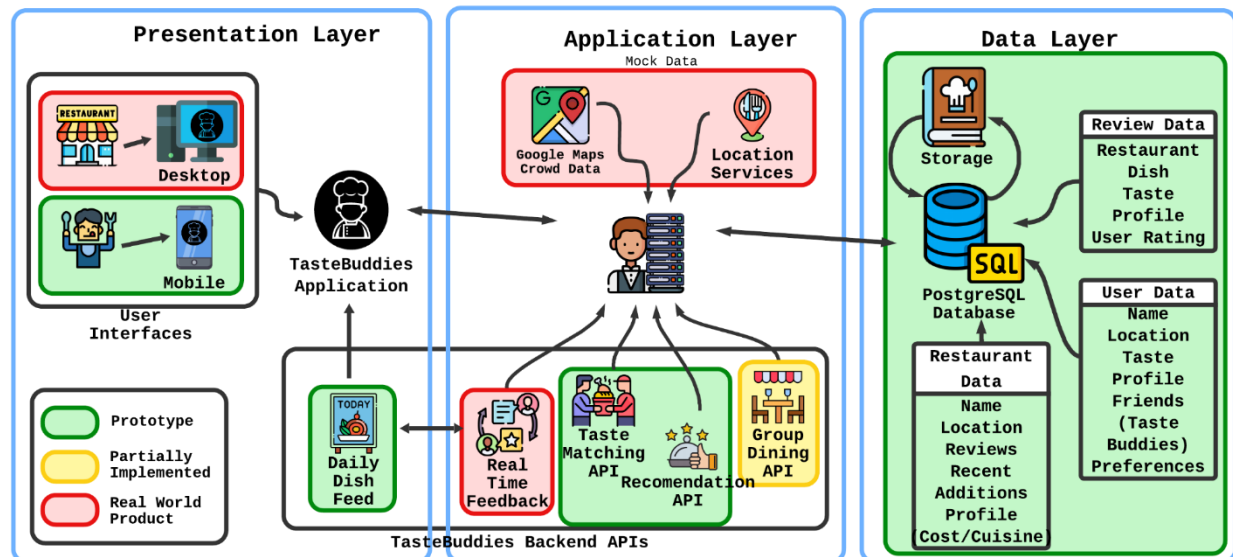 Presentation Layer
RESTAURANT
Desktop
Mobile
User
Interfaces
TasteBuddies
Application
Prototype
Partially
Implemented
Real World
Product
Application Layer
Mock Data
G
Google Maps
Crowd Data
Location
Services
TODAY
Daily
Dish
Feed
Real
Time
Feedback
Taste
Matching
API
Recomendation
API
Group
Dining
API
TasteBuddies Backend APIs
Data Layer
Storage
SQL
PostgreSQL
Database
Review Data
Restaurant
Dish
Taste
Profile
User Rating
User Data
Name
Location
Taste
Profile
Friends
(Taste
Buddies)
Preferences
Restaurant
Data
Name
Location
Reviews
Recent
Additions
Profile
(Cost/Cuisine)